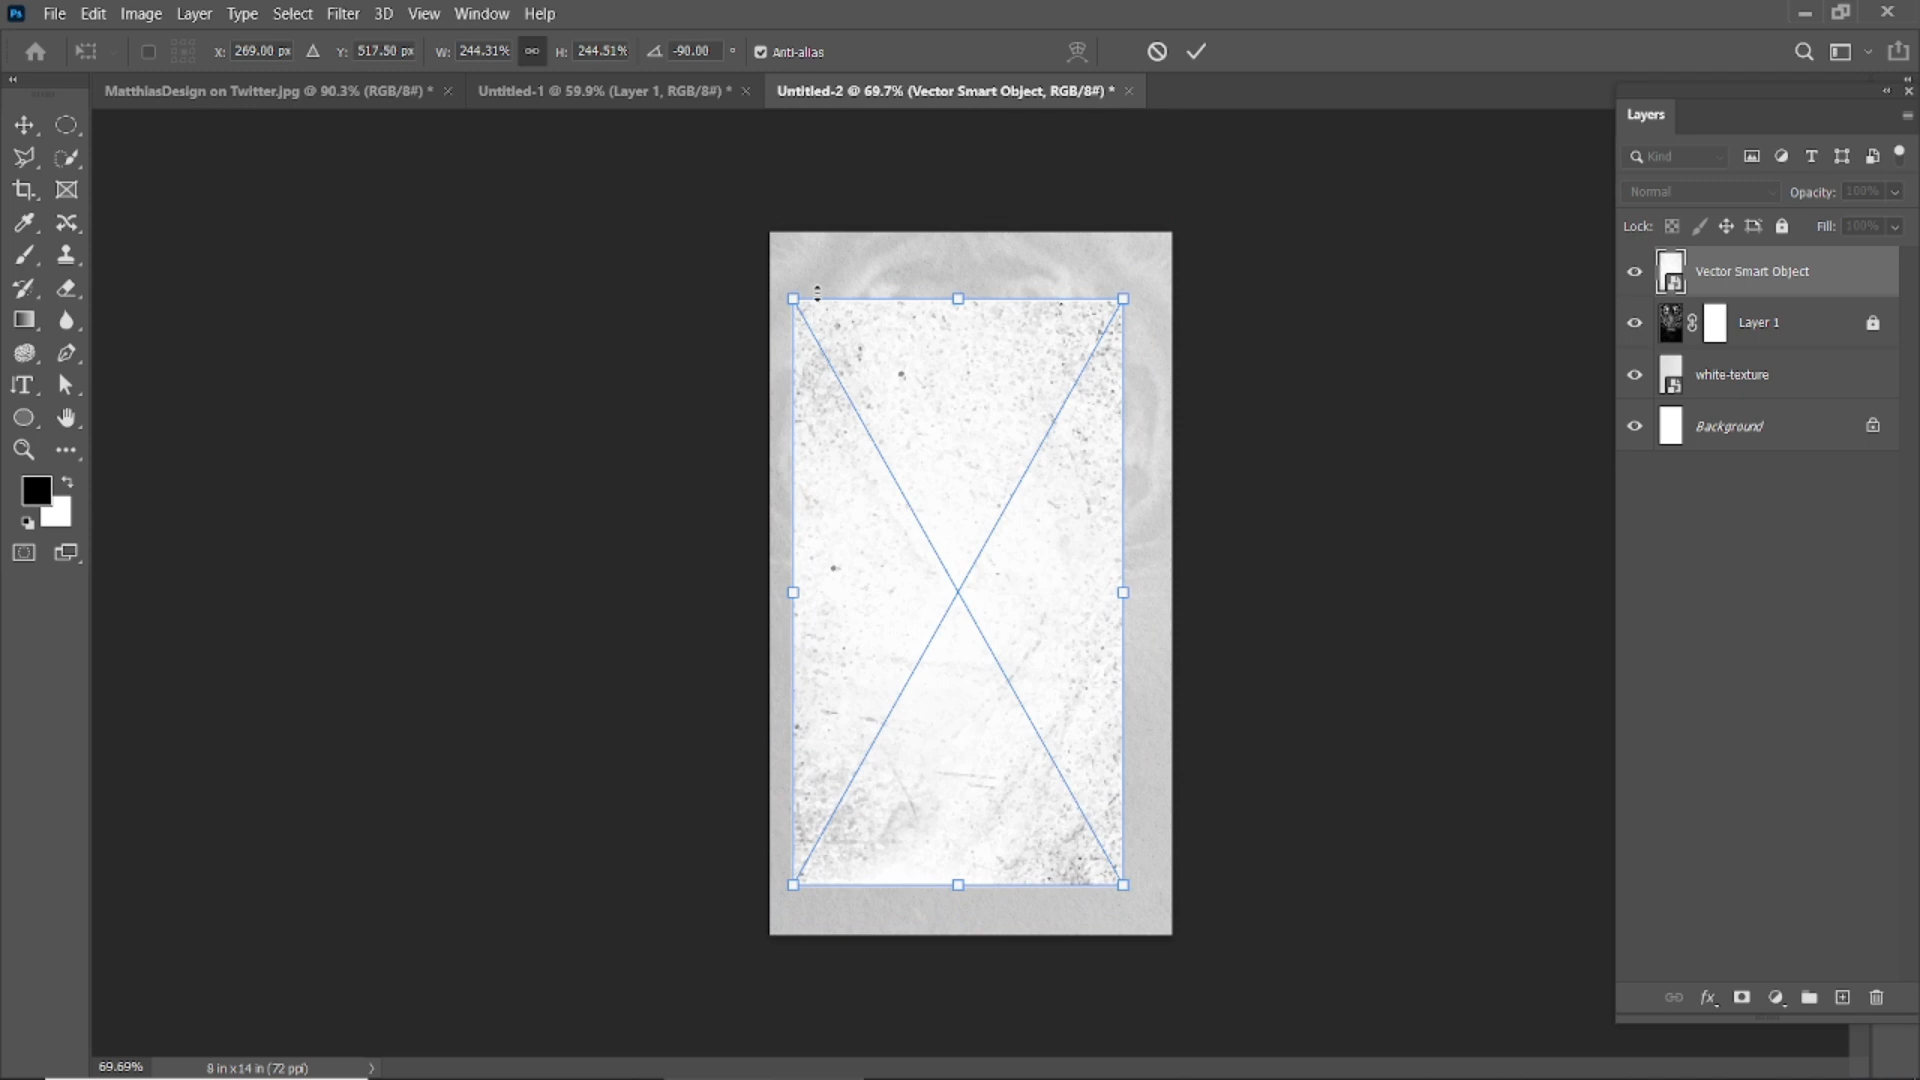 Ps File Edit Image Layer Type Select Filter 3D View Window Help
X: 269.00 px Y: 517.50 px W: 244.31% H: 244.51% -90.00 ° Anti-alias
MatthiasDesign on Twitter.jpg @ 90.3% (RGB/8#) * Untitled-1 @ 59.9% (Layer 1, RGB/8#) * Untitled-2 @ 69.7% (Vector Smart Object, RGB/8#) *
Layers
Kind
Normal Opacity: 100%
Lock: Fill: 100%
Vector Smart Object
Layer 1
white-texture
Background
fx
69.69% 8 in x 14 in (72 ppi)